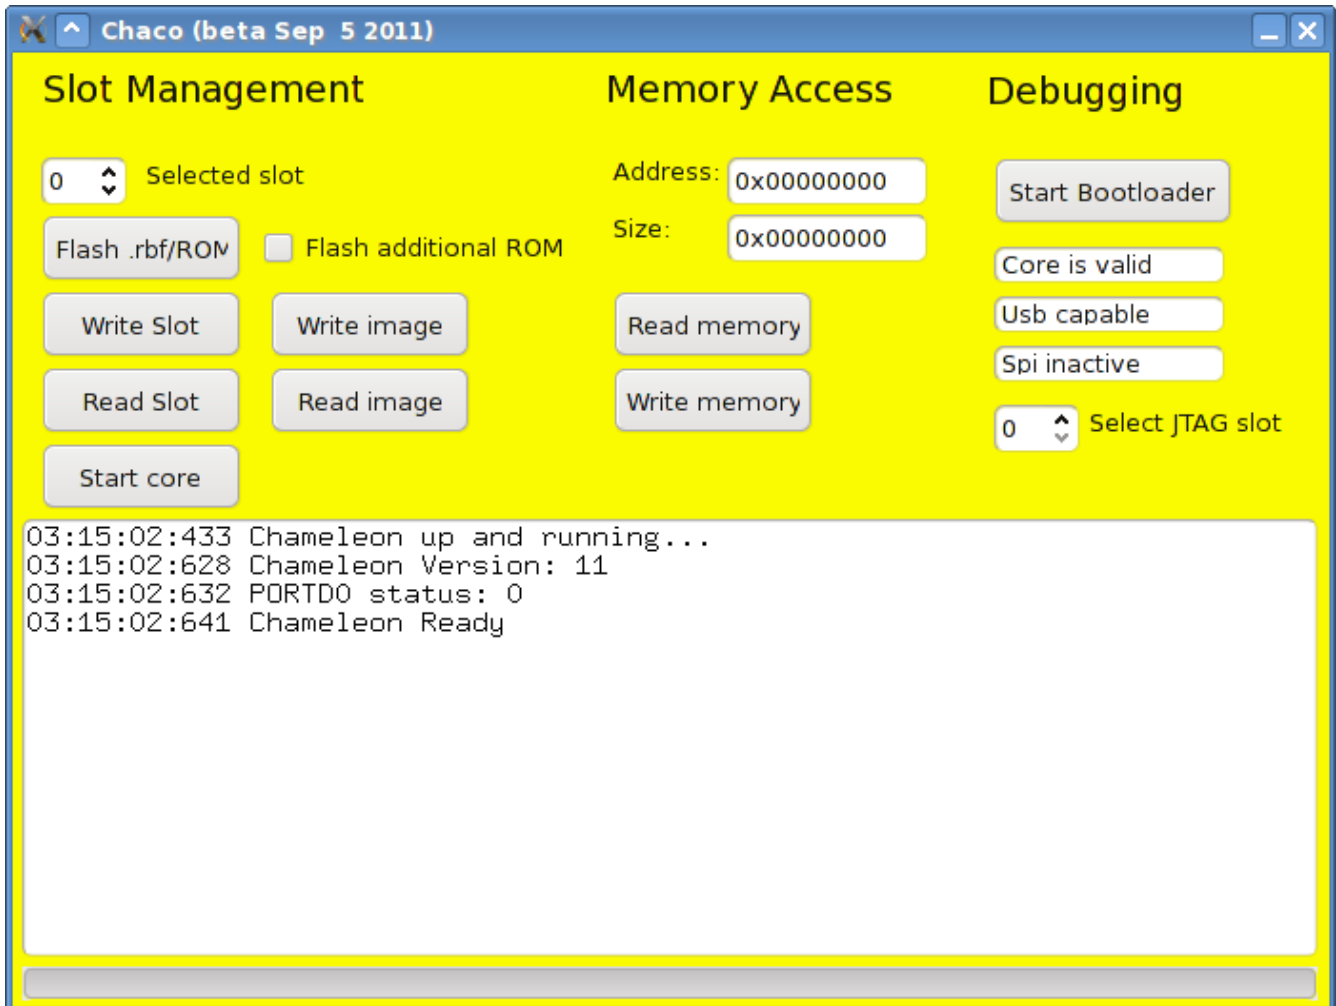 Chaco (beta Sep  5 2011)
Slot Management
Memory Access
Debugging
0 Selected slot
Address: 0x00000000
Start Bootloader
Flash .rbf/ROM
Flash additional ROM
Size: 0x00000000
Core is valid
Write Slot
Write image
Read memory
Usb capable
Spi inactive
Read Slot
Read image
Write memory
0 Select JTAG slot
Start core
03:15:02:433 Chameleon up and running...
03:15:02:628 Chameleon Version: 11
03:15:02:632 PORTDO status: 0
03:15:02:641 Chameleon Ready